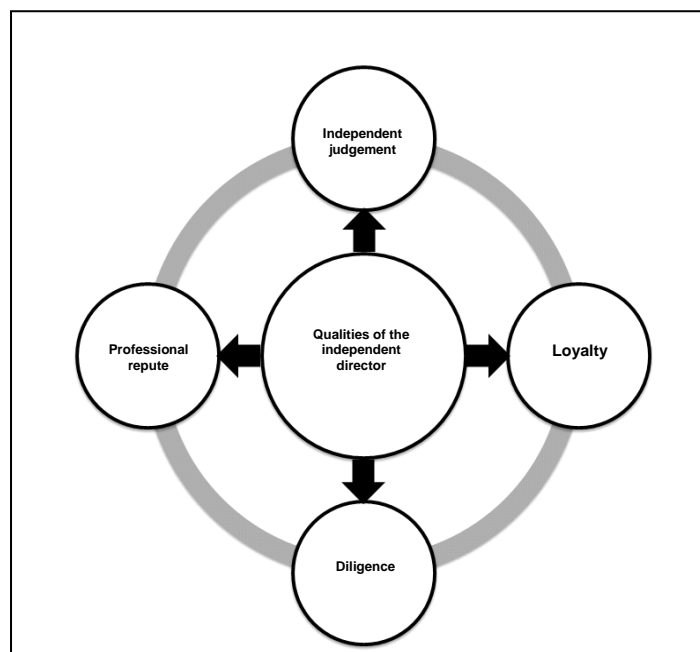 Independent
judgement
Professional
repute
Qualities of the
independent
director
Loyalty
Diligence